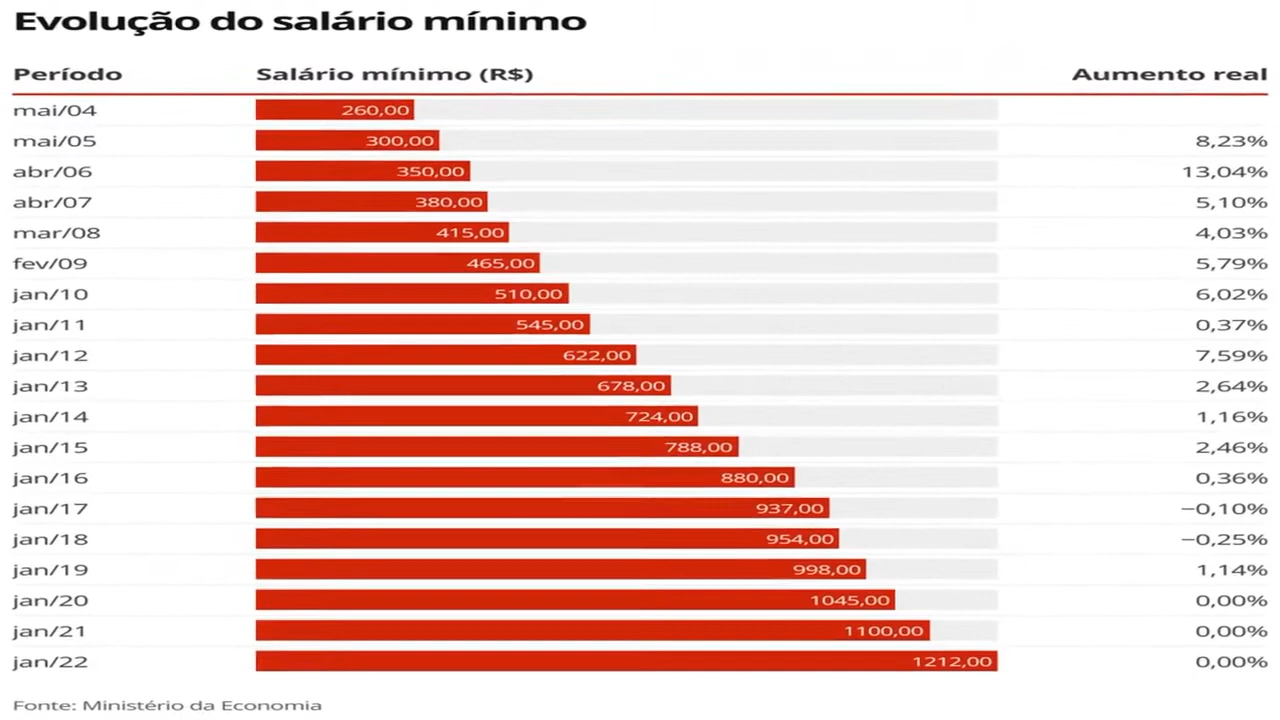 Evolução do salário mínimo
Período Salário mínimo (R$) Aumento real
mai/04 260,00
mai/05 300,00 8,23%
abr/06 350,00 13,04%
abr/07 380,00 5,10%
mar/08 415,00 4,03%
fev/09 465,00 5,79%
jan/10 510,00 6,02%
jan/11 545,00 0,37%
jan/12 622,00 7,59%
jan/13 678,00 2,64%
jan/14 724,00 1,16%
jan/15 788,00 2,46%
jan/16 880,00 0,36%
jan/17 937,00 −0,10%
jan/18 954,00 −0,25%
jan/19 998,00 1,14%
jan/20 1045,00 0,00%
jan/21 1100,00 0,00%
jan/22 1212,00 0,00%
Fonte: Ministério da Economia